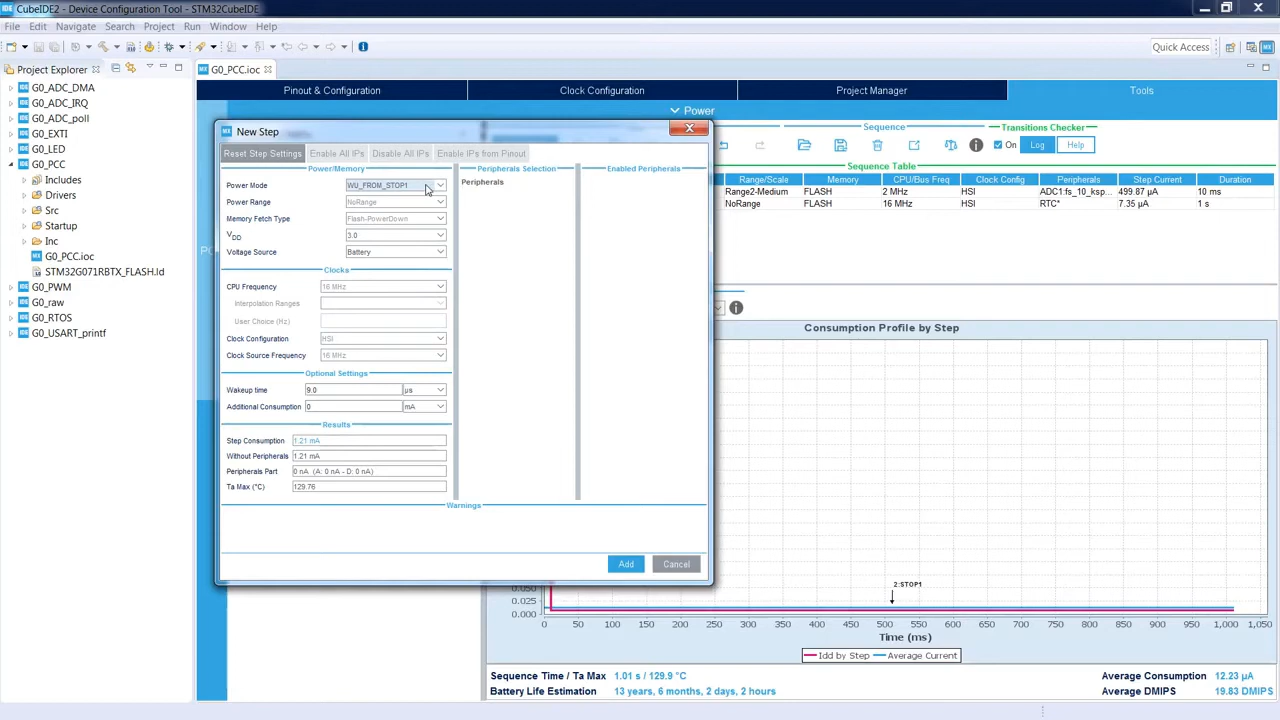 CubeIDE2 - Device Configuration Tool - STM32CubeIDE
File Edit Navigate Search Project Run Window Help
Quick Access
Project Explorer
G0_PCC.ioc
G0_ADC_DMA
G0_ADC_IRQ
G0_ADC_poll
G0_EXTI
G0_LED
G0_PCC
Includes
Drivers
Src
Startup
Inc
G0_PCC.ioc
STM32G071RBTX_FLASH.ld
G0_PWM
G0_raw
G0_RTOS
G0_USART_printf
Pinout & Configuration Clock Configuration Project Manager Tools
Power
New Step
Reset Step Settings Enable All IPs Disable All IPs Enable IPs from Pinout
Power/Memory
Power Mode WU_FROM_STOP1
Power Range NoRange
Memory Fetch Type Flash-PowerDown
VDD 3.0
Voltage Source Battery
Clocks
CPU Frequency 16 MHz
Interpolation Ranges
User Choice (Hz)
Clock Configuration HSI
Clock Source Frequency 16 MHz
Optional Settings
Wakeup time 9.0 µs
Additional Consumption 0 mA
Results
Step Consumption 1.21 mA
Without Peripherals 1.21 mA
Peripherals Part 0 nA (A: 0 nA - D: 0 nA)
Ta Max (°C) 129.76
Peripherals Selection
Peripherals
Enabled Peripherals
Warnings
Add Cancel
Sequence
Transitions Checker
On Log Help
Sequence Table
Range/Scale Memory CPU/Bus Freq Clock Config Peripherals Step Current Duration
Range2-Medium FLASH 2 MHz HSI ADC1:fs_10_ksp... 499.87 µA 10 ms
NoRange FLASH 16 MHz HSI RTC* 7.35 µA 1 s
Consumption Profile by Step
2:STOP1
0.050
0.025
0.000
0 50 100 150 200 250 300 350 400 450 500 550 600 650 700 750 800 850 900 950 1,000 1,050
Time (ms)
Idd by Step Average Current
Sequence Time / Ta Max 1.01 s / 129.9 °C
Average Consumption 12.23 µA
Battery Life Estimation 13 years, 6 months, 2 days, 2 hours
Average DMIPS 19.83 DMIPS